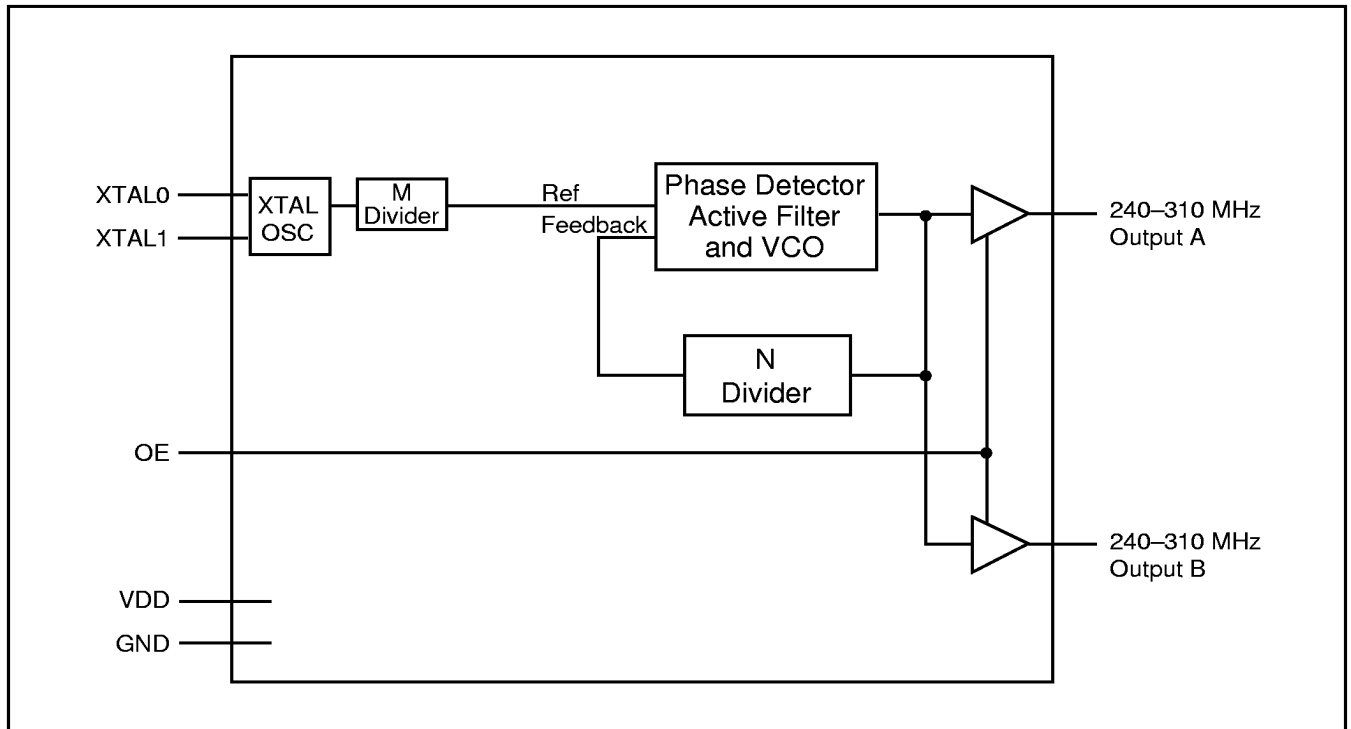 XTAL0
XTAL1
XTAL
OSC
M
Divider
Ref
Feedback
Phase Detector
Active Filter
and VCO
240–310 MHz
Output A
N
Divider
OE
240–310 MHz
Output B
VDD
GND